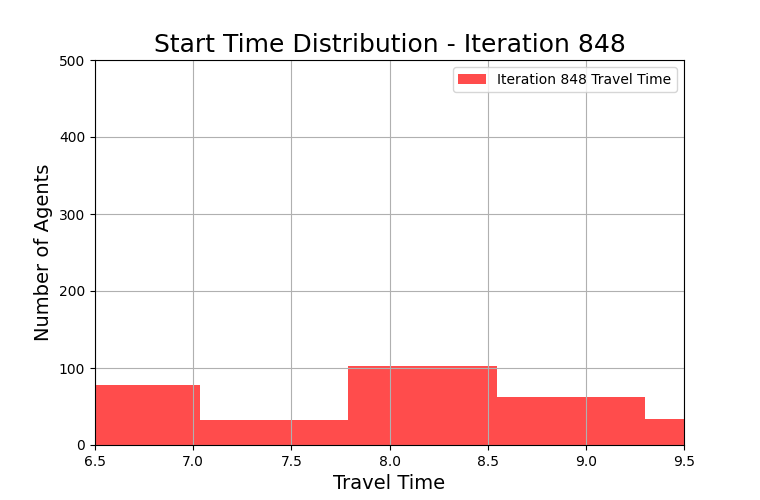 Start Time Distribution - Iteration 848
Iteration 848 Travel Time
Number of Agents
500
400
300
200
100
0
6.5 7.0 7.5 8.0 8.5 9.0 9.5
Travel Time